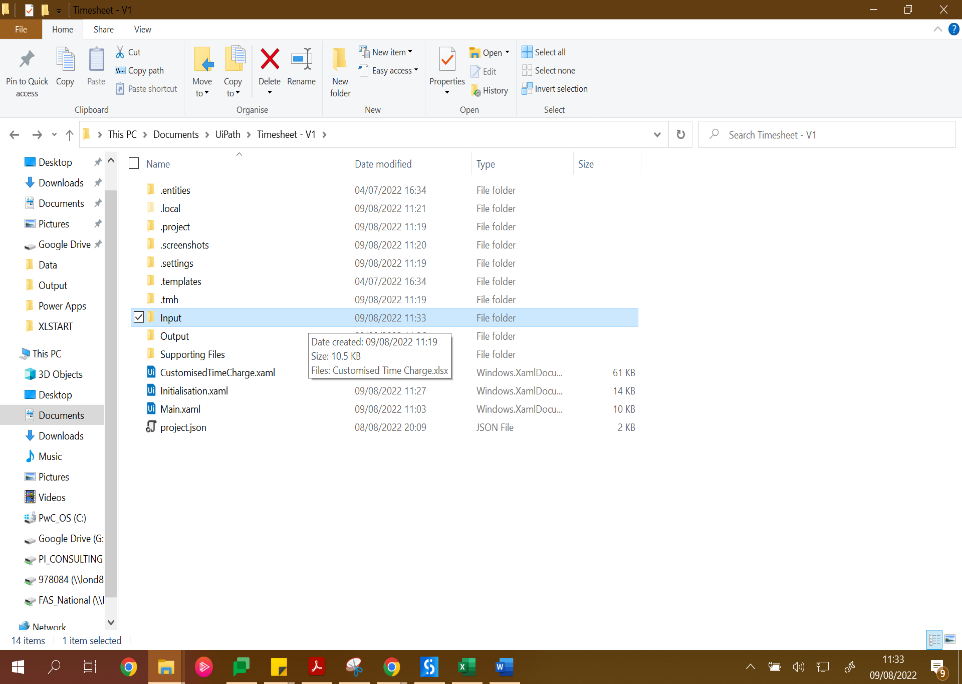 Timesheet - V1
File Home Share View
Pin to Quick access
Copy
Paste
Cut
Copy path
Paste shortcut
Clipboard
Move to
Copy to
Delete
Rename
Organise
New folder
New item
Easy access
New
Properties
Open
Edit
History
Open
Select all
Select none
Invert selection
Select
This PC Documents UiPath Timesheet - V1
Search Timesheet - V1
Desktop
Downloads
Documents
Pictures
Google Drive
Data
Output
Power Apps
XLSTART
This PC
3D Objects
Desktop
Documents
Downloads
Music
Pictures
Videos
PwC_OS (C:)
Google Drive (G:
PI_CONSULTING
978084 (\\lond8
FAS_National (\\l
Network
Name Date modified Type Size
.entities 04/07/2022 16:34 File folder
.local 09/08/2022 11:21 File folder
.project 09/08/2022 11:19 File folder
.screenshots 09/08/2022 11:20 File folder
.settings 09/08/2022 11:19 File folder
.templates 04/07/2022 16:34 File folder
.tmh 09/08/2022 11:19 File folder
Input 09/08/2022 11:33 File folder
Output File folder
Supporting Files File folder
CustomisedTimeCharge.xaml Windows.XamlDocu... 61 KB
Initialisation.xaml 09/08/2022 11:27 Windows.XamlDocu... 14 KB
Main.xaml 09/08/2022 11:03 Windows.XamlDocu... 10 KB
project.json 08/08/2022 20:09 JSON File 2 KB
Date created: 09/08/2022 11:19
Size: 10.5 KB
Files: Customised Time Charge.xlsx
14 items 1 item selected
11:33
09/08/2022
9